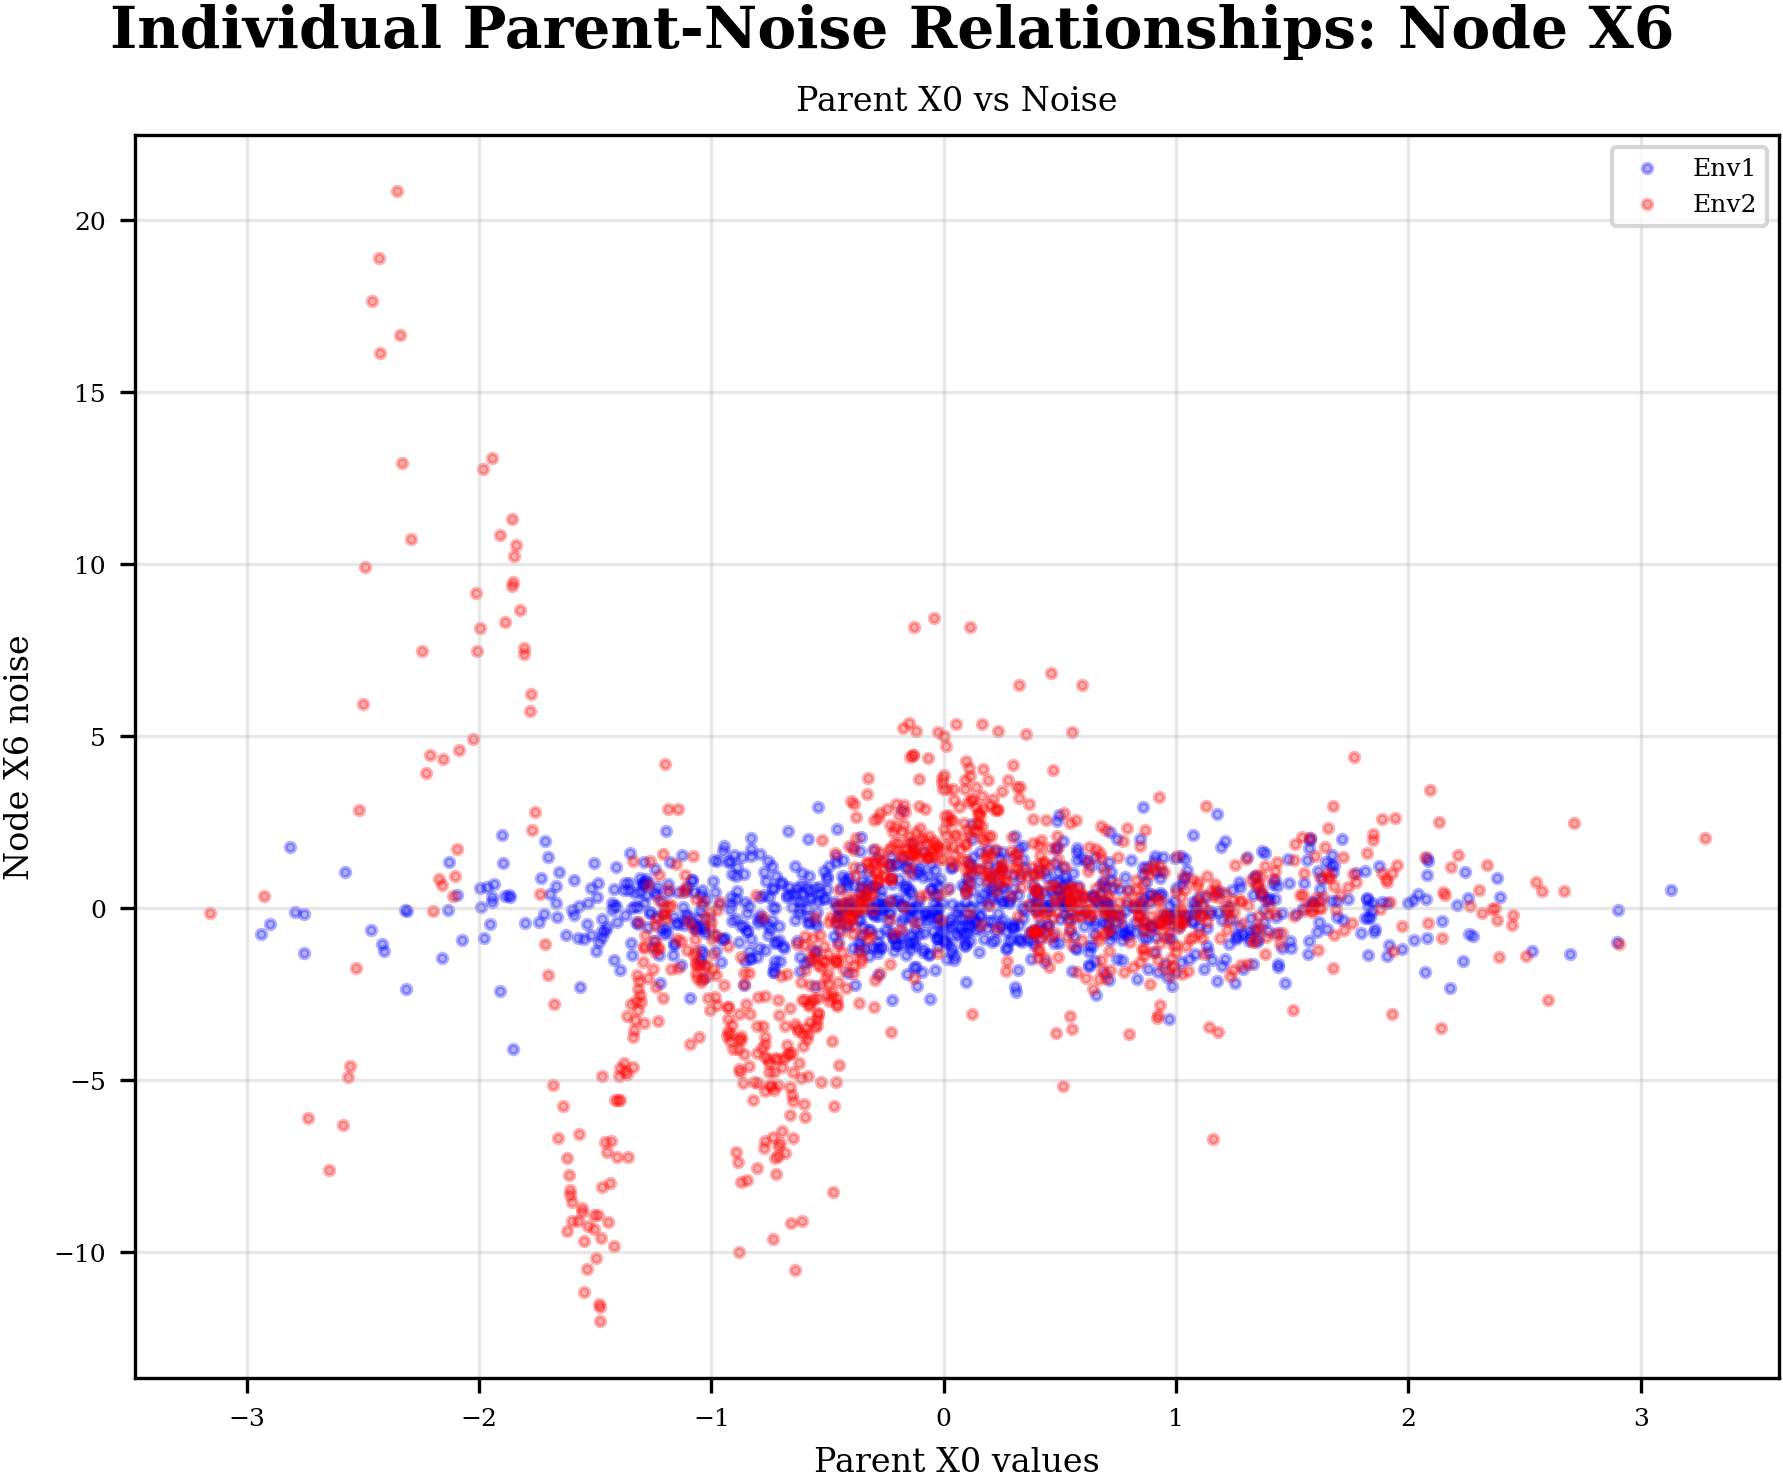 Individual Parent-Noise Relationships: Node X6
Parent X0 vs Noise
Env1
Env2
20
15
10
5
0
−5
−10
Node X6 noise
−3
−2
−1
0
1
2
3
Parent X0 values